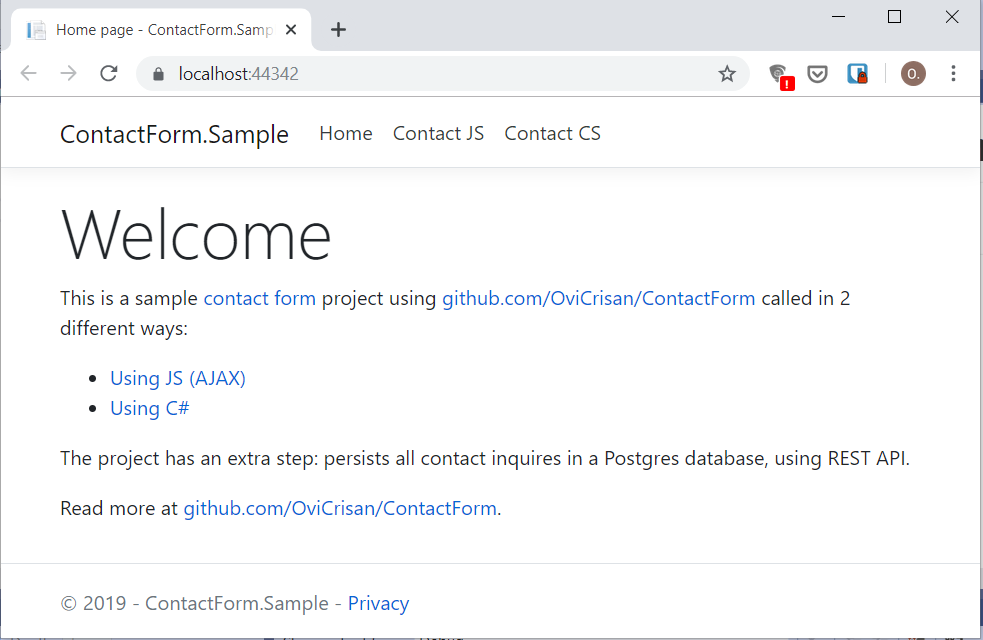 Home page - ContactForm.Samp
localhost:44342
O.
ContactForm.Sample Home Contact JS Contact CS
Welcome
This is a sample contact form project using github.com/OviCrisan/ContactForm called in 2
different ways:
• Using JS (AJAX)
• Using C#
The project has an extra step: persists all contact inquires in a Postgres database, using REST API.
Read more at github.com/OviCrisan/ContactForm.
© 2019 - ContactForm.Sample - Privacy